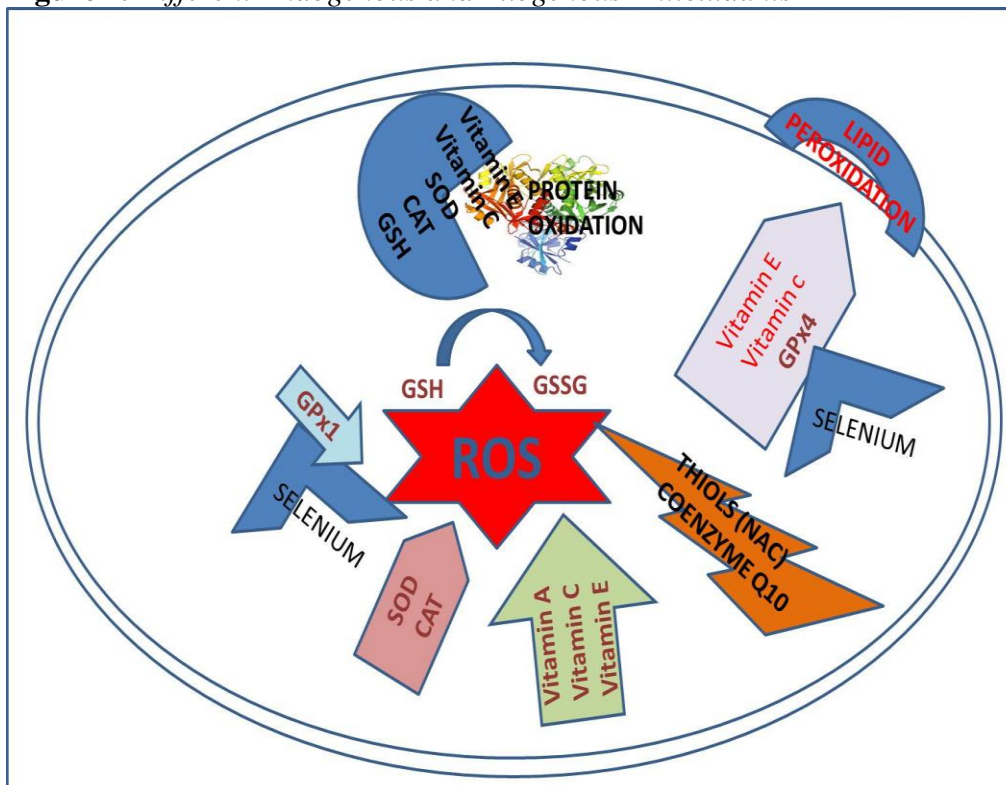 Vitamin E
Vitamin C
SOD
CAT
GSH
PROTEIN
OXIDATION
LIPID
PEROXIDATION
Vitamin E
Vitamin c
GPx4
SELENIUM
GSH
GSSG
GPx1
SELENIUM
ROS
THIOLS (NAC)
COENZYME Q10
SOD
CAT
Vitamin A
Vitamin C
Vitamin E